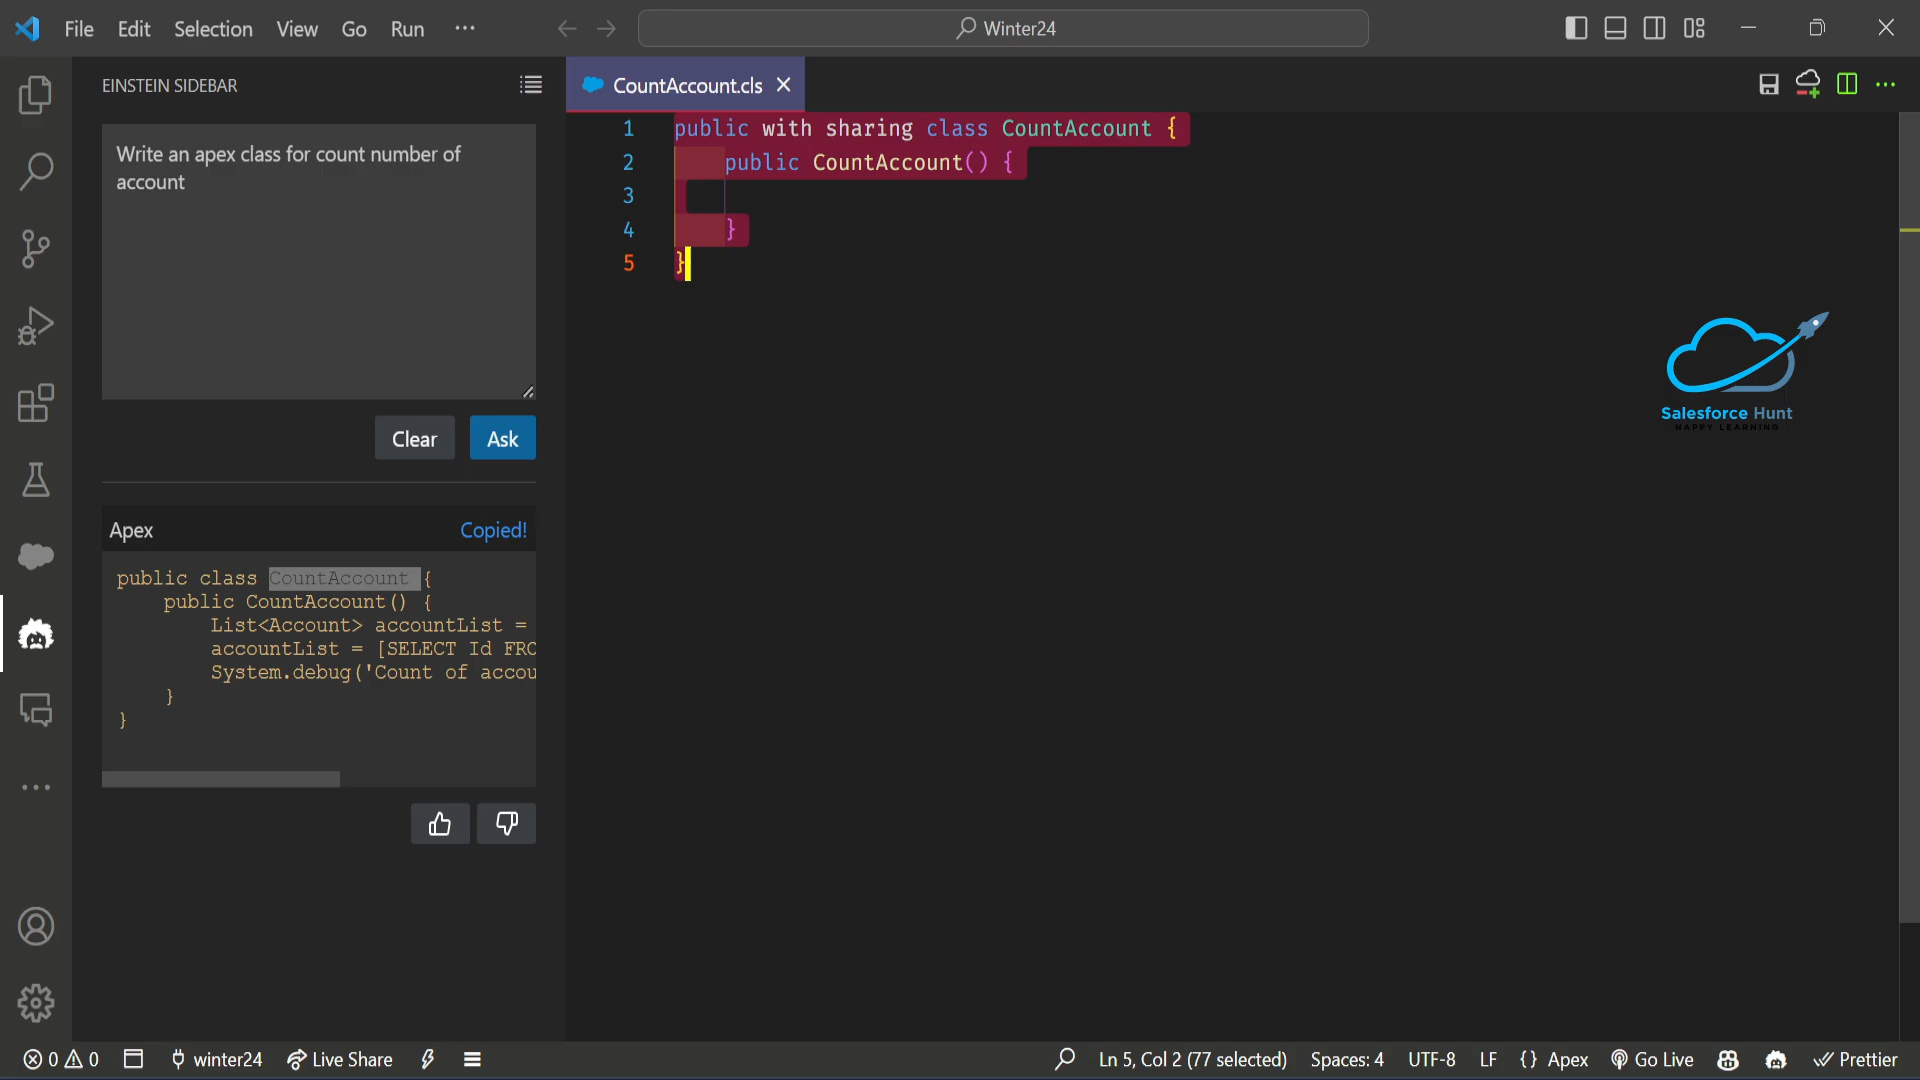 File Edit Selection View Go Run
Winter24
EINSTEIN SIDEBAR
CountAccount.cls
Write an apex class for count number of
account
Clear Ask
Apex Copied!
public class CountAccount {
public CountAccount() {
List<Account> accountList =
accountList = [SELECT Id FRO
System.debug('Count of accou
}
}
1 public with sharing class CountAccount {
2 public CountAccount() {
3
4 }
5 }
Salesforce Hunt
HAPPY LEARNING
0 0 winter24 Live Share Ln 5, Col 2 (77 selected) Spaces: 4 UTF-8 LF {} Apex Go Live Prettier